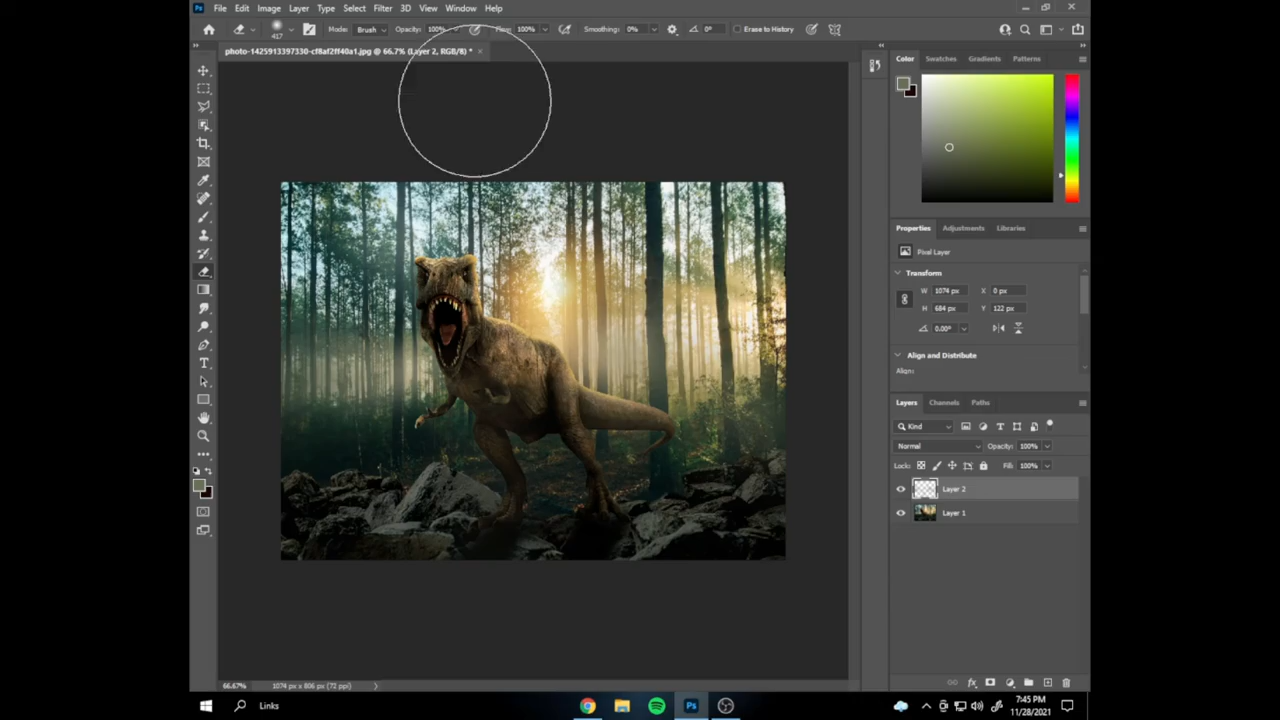 File Edit Image Layer Type Select Filter 3D View Window Help
417 Mode: Brush Opacity: 100% Flow: 100% Smoothing: 0% 0° Erase to History
photo-1425913397330-cf8af2ff40a1.jpg @ 66.7% (Layer 2, RGB/8) * ×
Color Swatches Gradients Patterns
Properties Adjustments Libraries
Pixel Layer
Transform
W 1074 px X 0 px
H 684 px Y 122 px
0.00°
Align and Distribute
Align:
Layers Channels Paths
Kind
Normal Opacity: 100%
Lock: Fill: 100%
Layer 2
Layer 1
66.67% 1074 px x 806 px (72 ppi)
Links
7:45 PM
11/28/2021